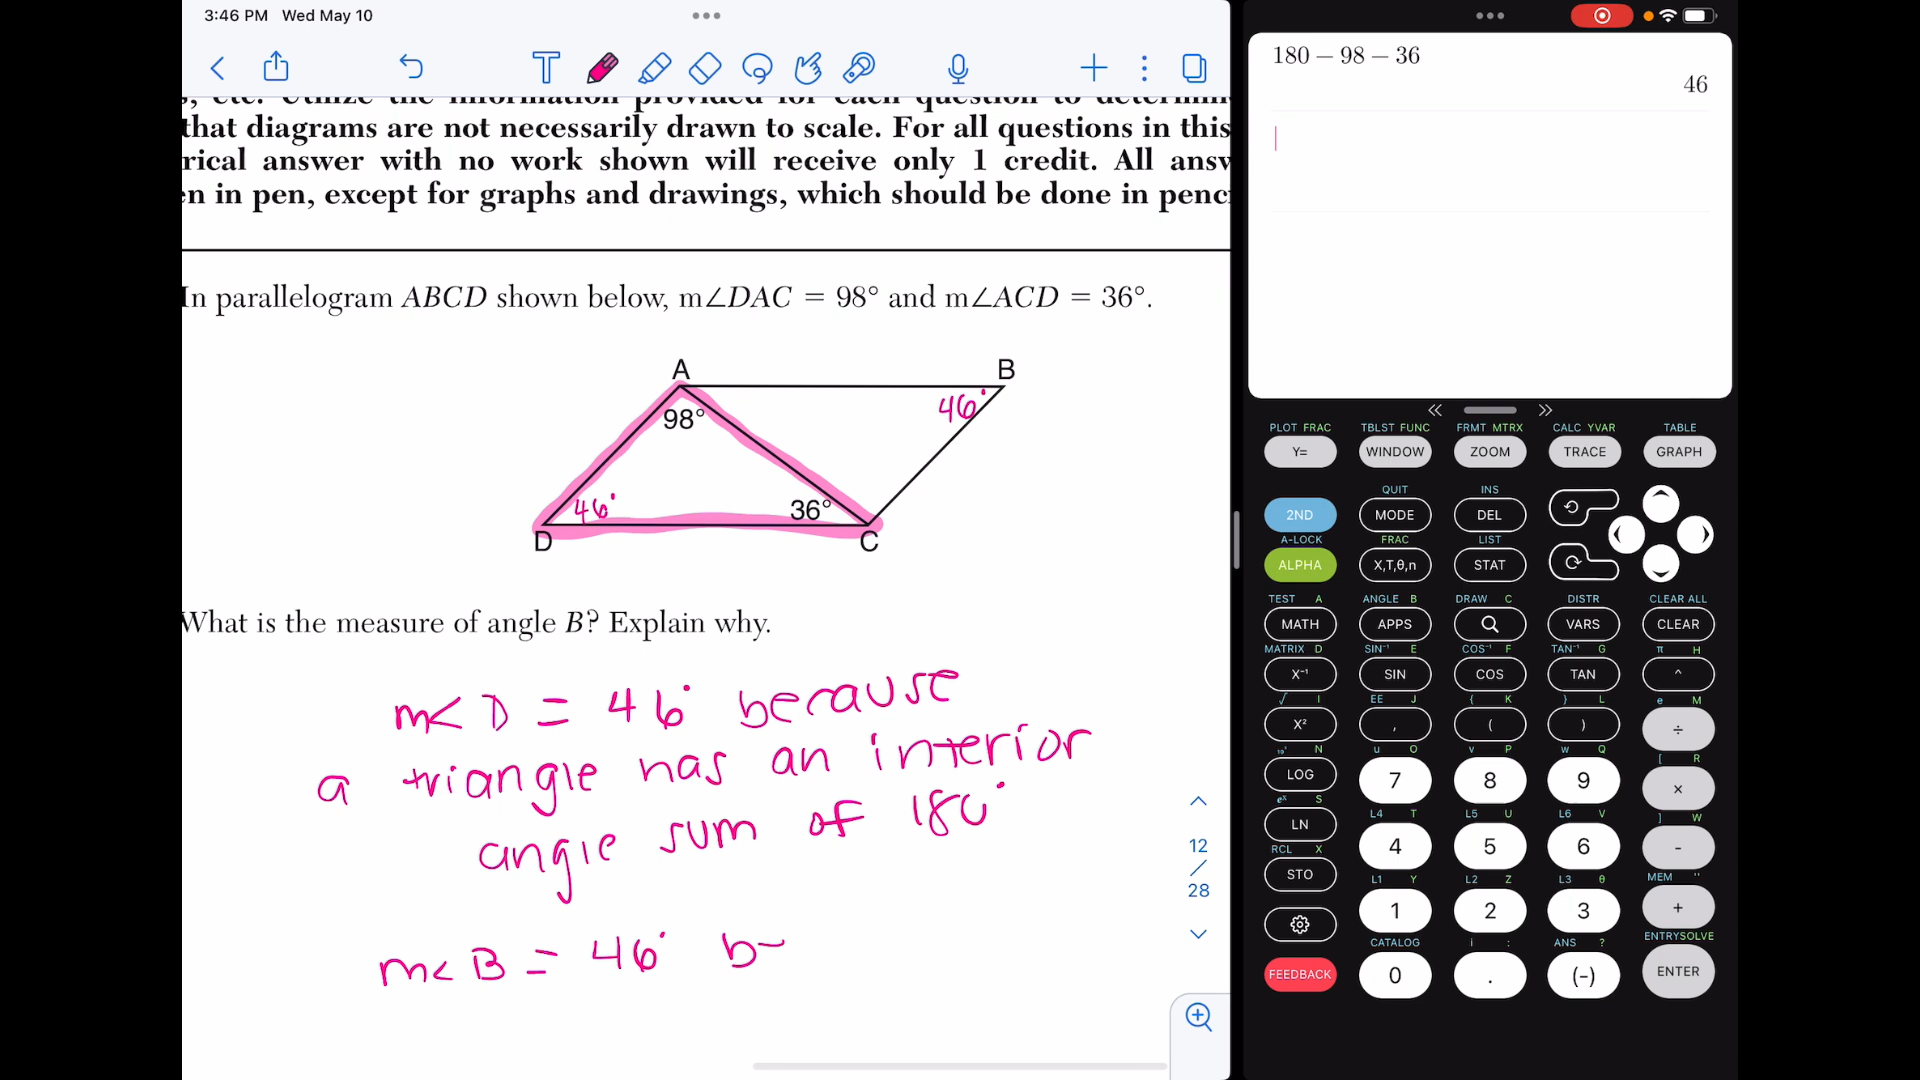 3:46 PM Wed May 10
that diagrams are not necessarily drawn to scale. For all questions in this
rical answer with no work shown will receive only 1 credit. All answ
en in pen, except for graphs and drawings, which should be done in penc
In parallelogram ABCD shown below, m∠DAC = 98° and m∠ACD = 36°.
A
B
98°
46°
46°
36°
D
C
What is the measure of angle B? Explain why.
m< D = 46° because
a triangle has an interior
angle sum of 180°
m< B = 46° b
12
/
28
180 – 98 – 36
46
PLOT FRAC TBLST FUNC FRMT MTRX CALC YVAR TABLE
Y= WINDOW ZOOM TRACE GRAPH
QUIT INS
2ND MODE DEL
A-LOCK FRAC LIST
ALPHA X,T,θ,n STAT
TEST A ANGLE B DRAW C DISTR CLEAR ALL
MATH APPS VARS CLEAR
MATRIX D SIN⁻¹ E COS⁻¹ F TAN⁻¹ G π H
X⁻¹ SIN COS TAN ^
√ I EE J { K } L e M
X² , ( ) ÷
N u O v P w Q [ R
LOG 7 8 9 ×
eˣ S L4 T L5 U L6 V ] W
LN 4 5 6 -
RCL X L1 Y L2 Z L3 θ MEM "
STO 1 2 3 +
CATALOG i : ANS ? ENTRY SOLVE
FEEDBACK 0 . (–) ENTER